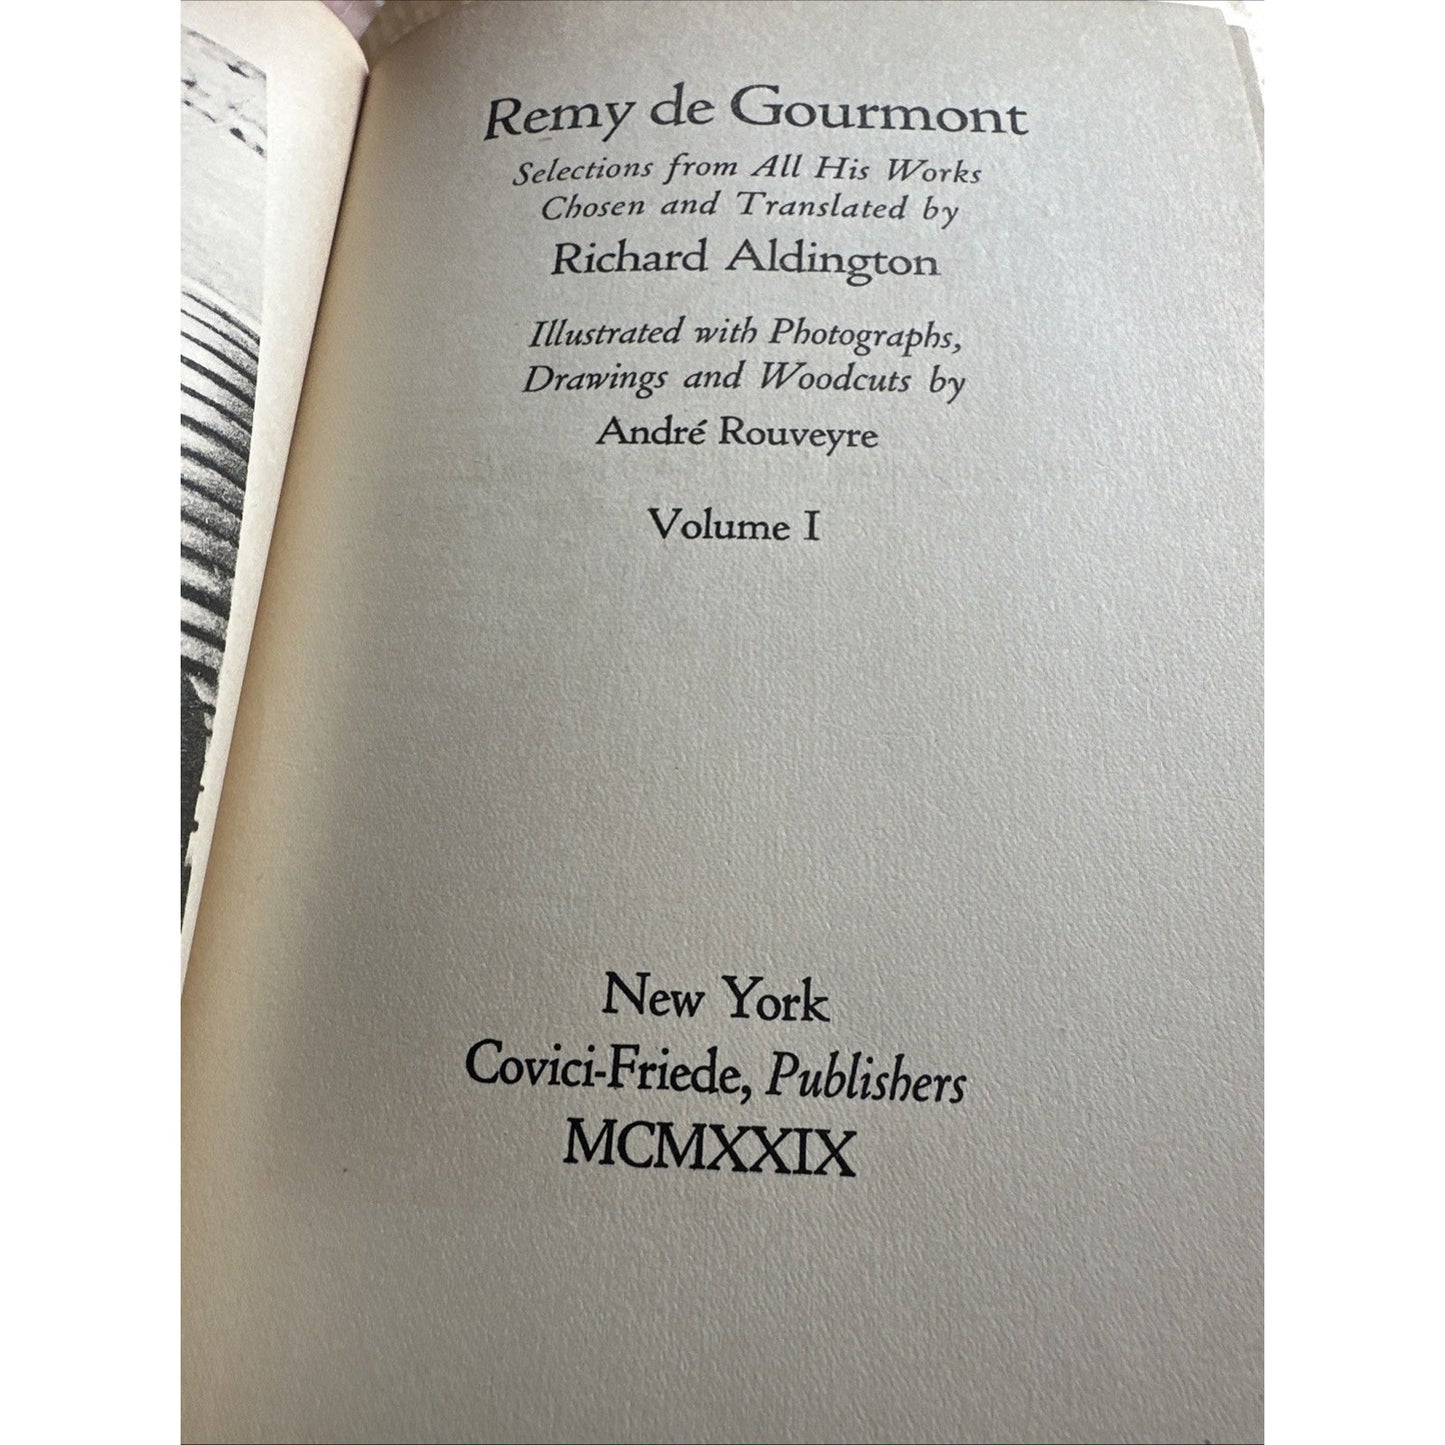 Remy de Gourmont
Selections from All His Works
Chosen and Translated by
Richard Aldington
Illustrated with Photographs,
Drawings and Woodcuts by
André Rouveyre
Volume I
New York
Covici-Friede, Publishers
MCMXXIX